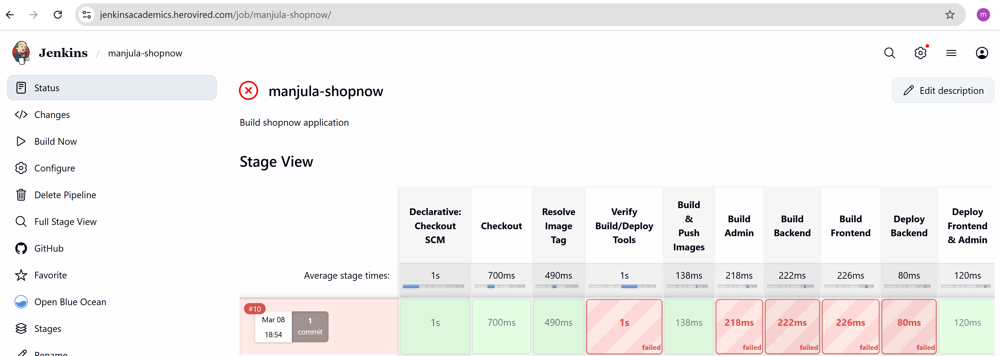 jenkinsacademics.herovired.com/job/manjula-shopnow/
m
Jenkins / manjula-shopnow
Status
Changes
Build Now
Configure
Delete Pipeline
Full Stage View
GitHub
Favorite
Open Blue Ocean
Stages
Rename
manjula-shopnow
Edit description
Build shopnow application
Stage View
Declarative: Checkout SCM
Checkout
Resolve Image Tag
Verify Build/Deploy Tools
Build & Push Images
Build Admin
Build Backend
Build Frontend
Deploy Backend
Deploy Frontend & Admin
Average stage times:
1s
700ms
490ms
1s
138ms
218ms
222ms
226ms
80ms
120ms
#10
Mar 08
18:54
1
commit
1s
700ms
490ms
1s
failed
138ms
218ms
failed
222ms
failed
226ms
failed
80ms
failed
120ms